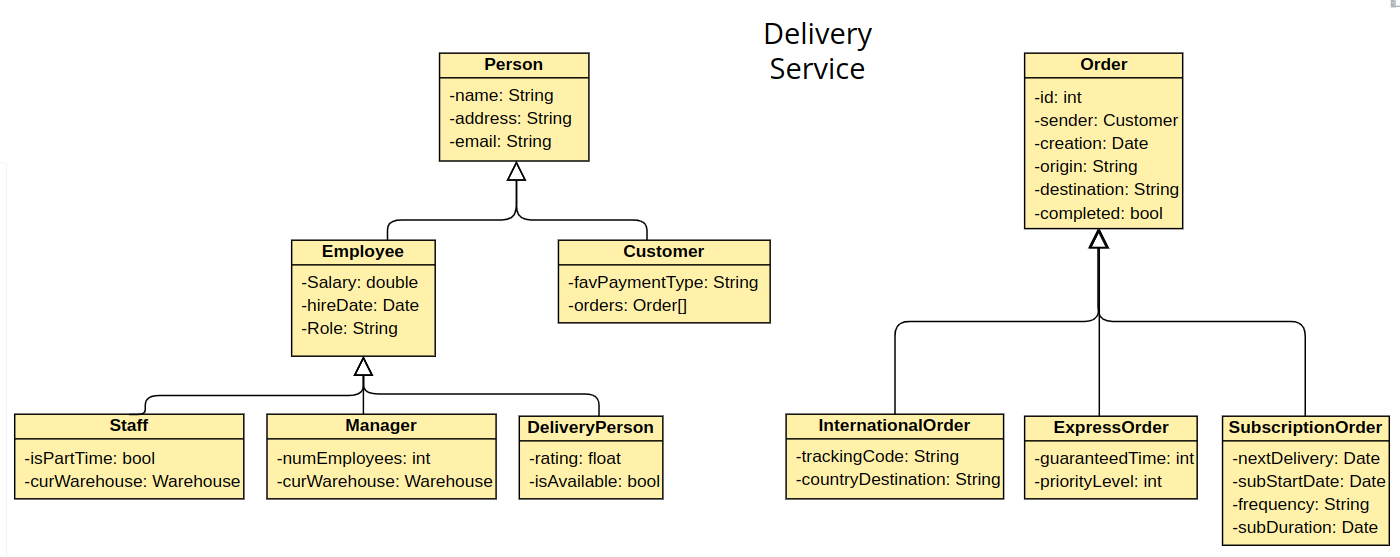 Delivery
Service
Person
-name: String
-address: String
-email: String
Order
-id: int
-sender: Customer
-creation: Date
-origin: String
-destination: String
-completed: bool
Employee
-Salary: double
-hireDate: Date
-Role: String
Customer
-favPaymentType: String
-orders: Order[]
Staff
-isPartTime: bool
-curWarehouse: Warehouse
Manager
-numEmployees: int
-curWarehouse: Warehouse
DeliveryPerson
-rating: float
-isAvailable: bool
InternationalOrder
-trackingCode: String
-countryDestination: String
ExpressOrder
-guaranteedTime: int
-priorityLevel: int
SubscriptionOrder
-nextDelivery: Date
-subStartDate: Date
-frequency: String
-subDuration: Date